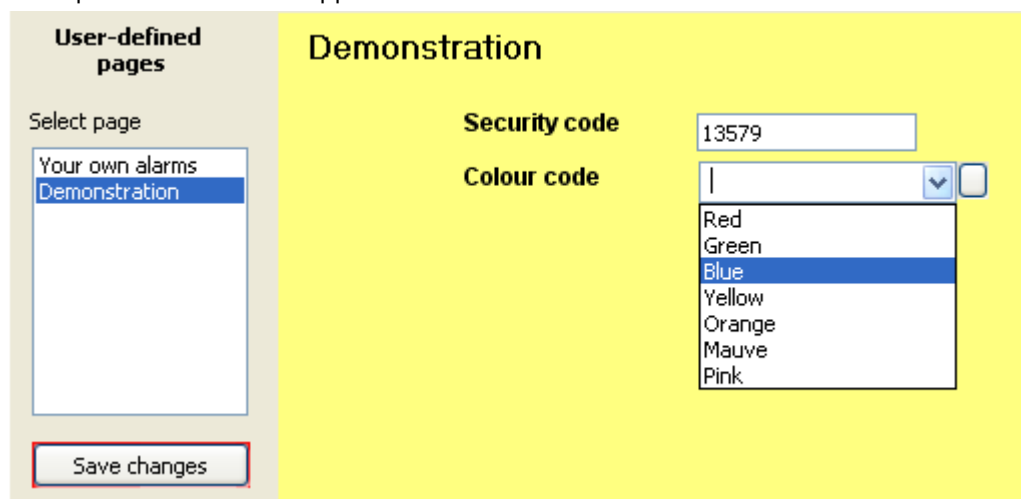 User-defined
pages
Select page
Your own alarms
Demonstration
Save changes
Demonstration
Security code
13579
Colour code
Red
Green
Blue
Yellow
Orange
Mauve
Pink